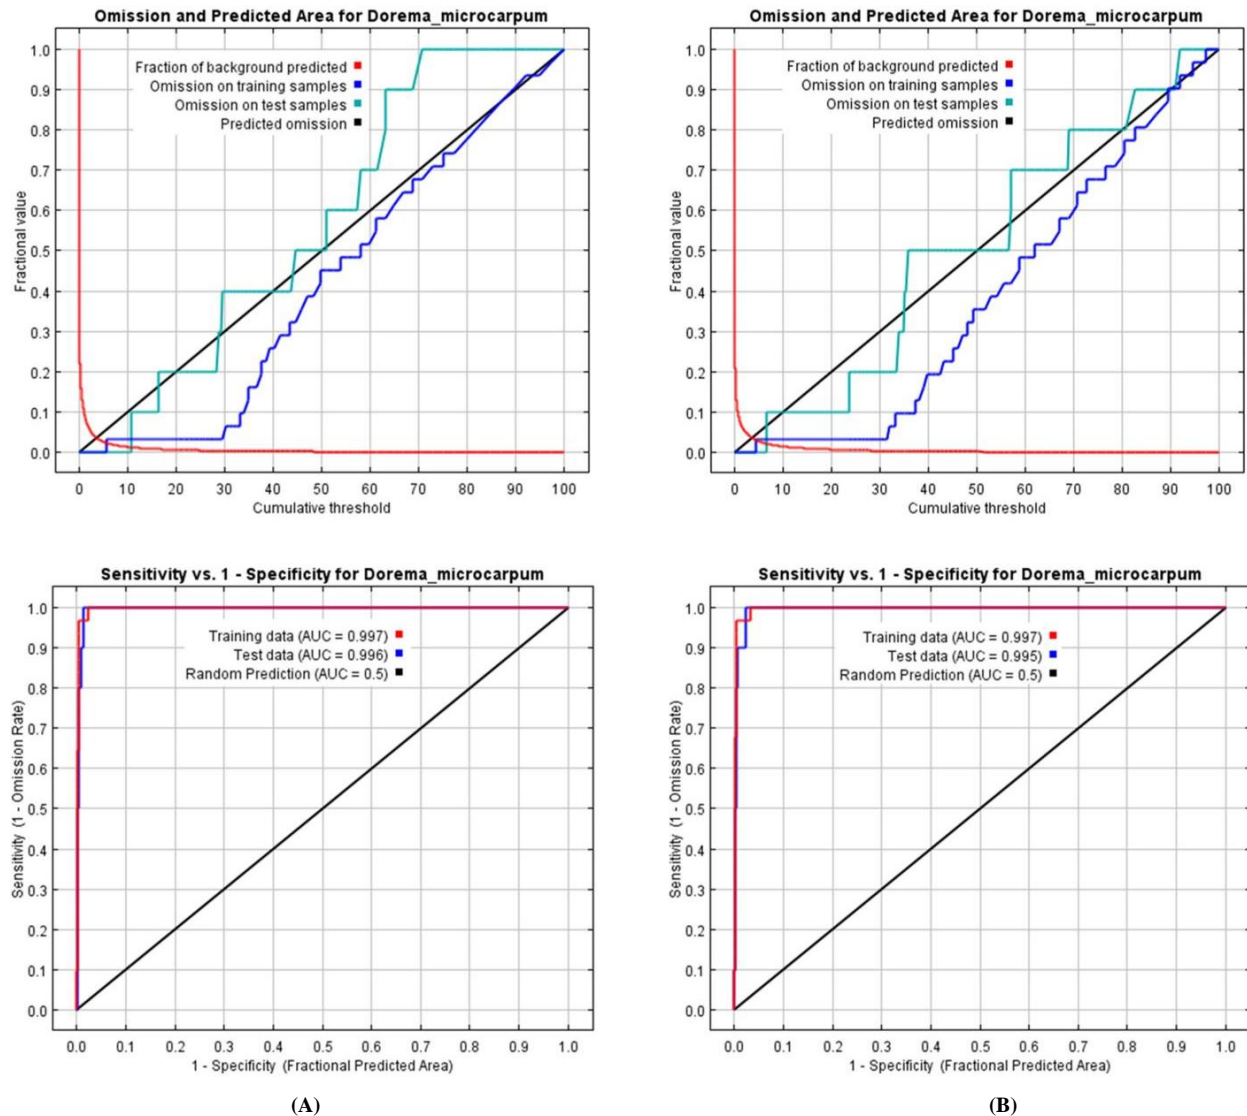 Omission and Predicted Area for Dorema_microcarpum
Fraction of background predicted
Omission on training samples
Omission on test samples
Predicted omission
Fractional value
1.0
0.9
0.8
0.7
0.6
0.5
0.4
0.3
0.2
0.1
0.0
0 10 20 30 40 50 60 70 80 90 100
Cumulative threshold
Omission and Predicted Area for Dorema_microcarpum
Fraction of background predicted
Omission on training samples
Omission on test samples
Predicted omission
Fractional value
1.0
0.9
0.8
0.7
0.6
0.5
0.4
0.3
0.2
0.1
0.0
0 10 20 30 40 50 60 70 80 90 100
Cumulative threshold
Sensitivity vs. 1 - Specificity for Dorema_microcarpum
Training data (AUC = 0.997)
Test data (AUC = 0.996)
Random Prediction (AUC = 0.5)
Sensitivity (1 - Omission Rate)
1.0
0.9
0.8
0.7
0.6
0.5
0.4
0.3
0.2
0.1
0.0
0.0 0.1 0.2 0.3 0.4 0.5 0.6 0.7 0.8 0.9 1.0
1 - Specificity (Fractional Predicted Area)
(A)
Sensitivity vs. 1 - Specificity for Dorema_microcarpum
Training data (AUC = 0.997)
Test data (AUC = 0.995)
Random Prediction (AUC = 0.5)
Sensitivity (1 - Omission Rate)
1.0
0.9
0.8
0.7
0.6
0.5
0.4
0.3
0.2
0.1
0.0
0.0 0.1 0.2 0.3 0.4 0.5 0.6 0.7 0.8 0.9 1.0
1 - Specificity (Fractional Predicted Area)
(B)